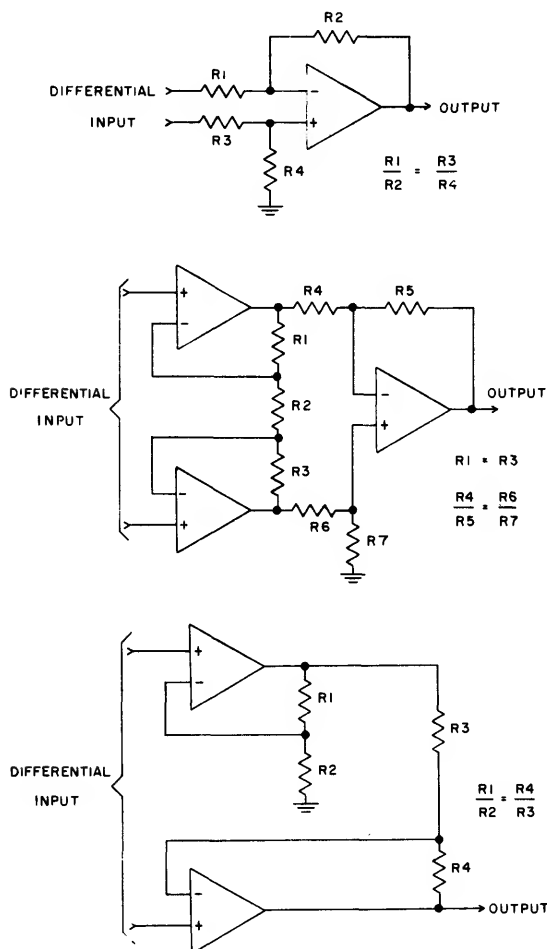 R2
R1
DIFFERENTIAL
-
OUTPUT
INPUT
+
R3
R4
R1/R2 = R3/R4
+
R4
R5
-
R1
DIFFERENTIAL
INPUT
R2
-
OUTPUT
+
R1 = R3
-
R3
R4/R5 = R6/R7
+
R6
R7
+
-
R1
R3
R2
DIFFERENTIAL
INPUT
R1/R2 = R4/R3
R4
-
OUTPUT
+